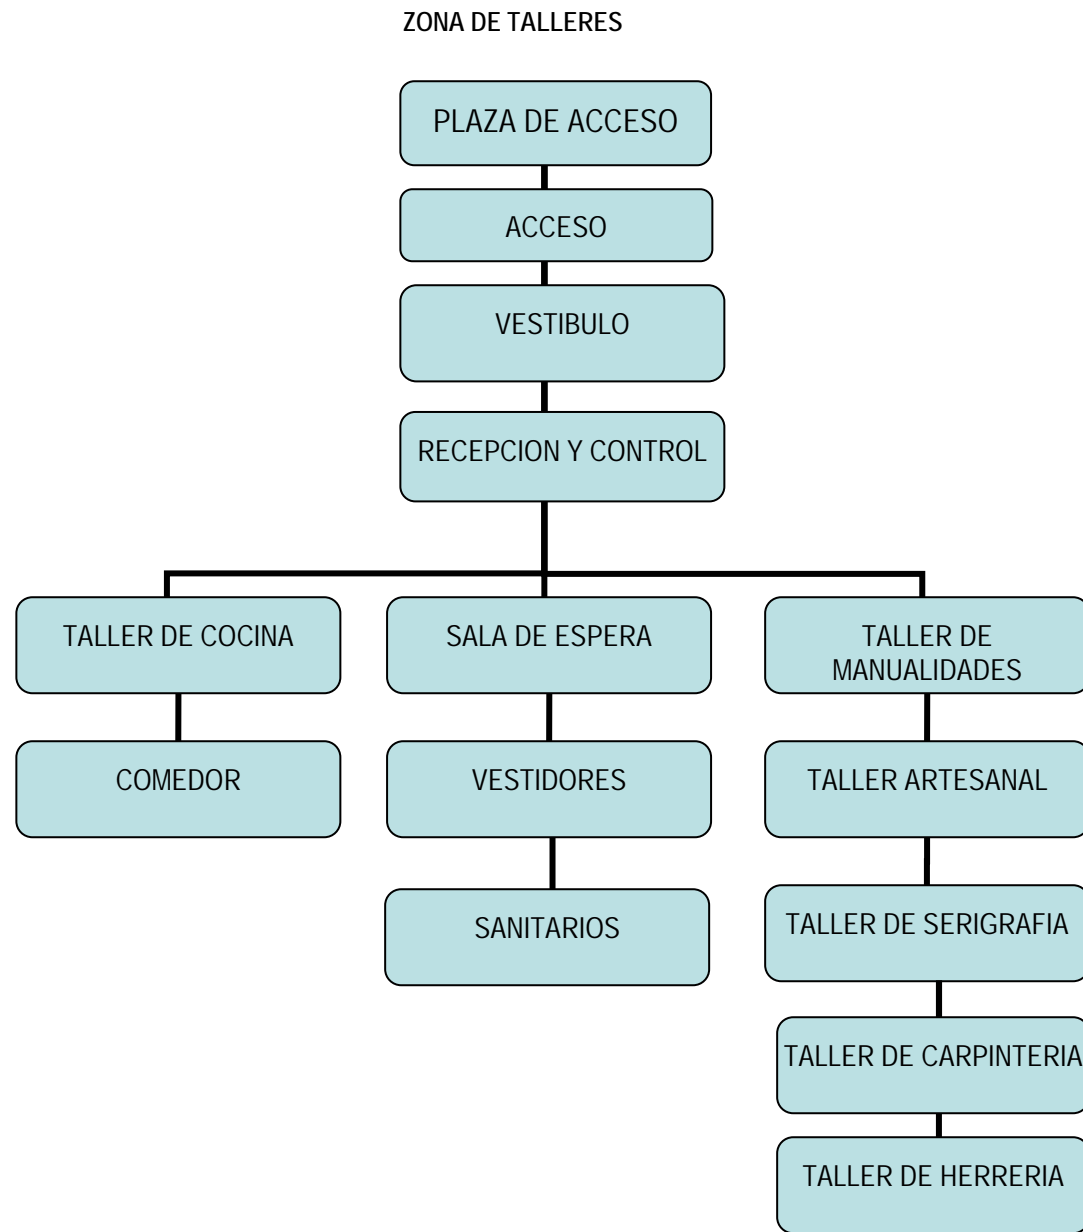 ZONA DE TALLERES
PLAZA DE ACCESO
ACCESO
VESTIBULO
RECEPCION Y CONTROL
TALLER DE COCINA
SALA DE ESPERA
TALLER DE
MANUALIDADES
COMEDOR
VESTIDORES
TALLER ARTESANAL
SANITARIOS
TALLER DE SERIGRAFIA
TALLER DE CARPINTERIA
TALLER DE HERRERIA